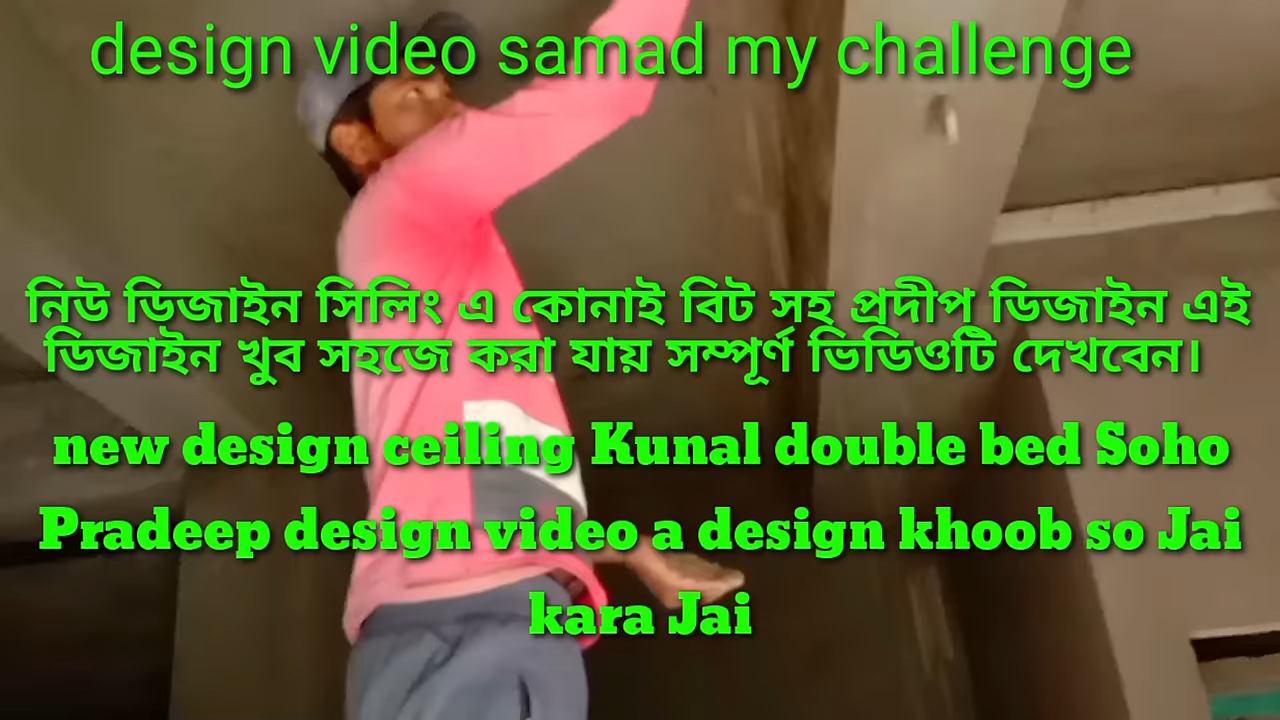 design video samad my challenge
নিউ ডিজাইন সিলিং এ কোনাই বিট সহ প্রদীপ ডিজাইন এই
ডিজাইন খুব সহজে করা যায় সম্পূর্ণ ভিডিওটি দেখবেন।
new design ceiling Kunal double bed Soho
Pradeep design video a design khoob so Jai
kara Jai